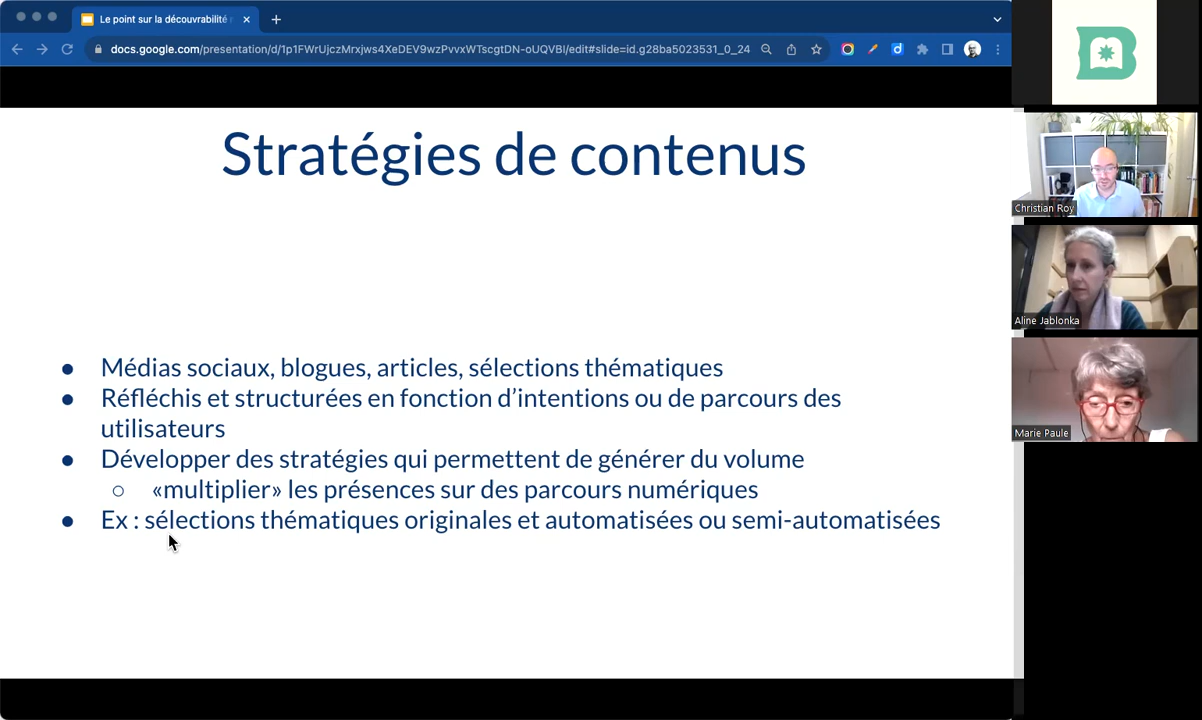 Le point sur la découvrabilité
docs.google.com/presentation/d/1p1FWrUjczMrxjws4XeDEV9wzPvvxWTscgtDN-oUQVBI/edit#slide=id.g28ba5023531_0_24
Stratégies de contenus
● Médias sociaux, blogues, articles, sélections thématiques
● Réfléchis et structurées en fonction d’intentions ou de parcours des
utilisateurs
● Développer des stratégies qui permettent de générer du volume
○ «multiplier» les présences sur des parcours numériques
● Ex : sélections thématiques originales et automatisées ou semi-automatisées
Christian Roy
Aline Jablonka
Marie Paule